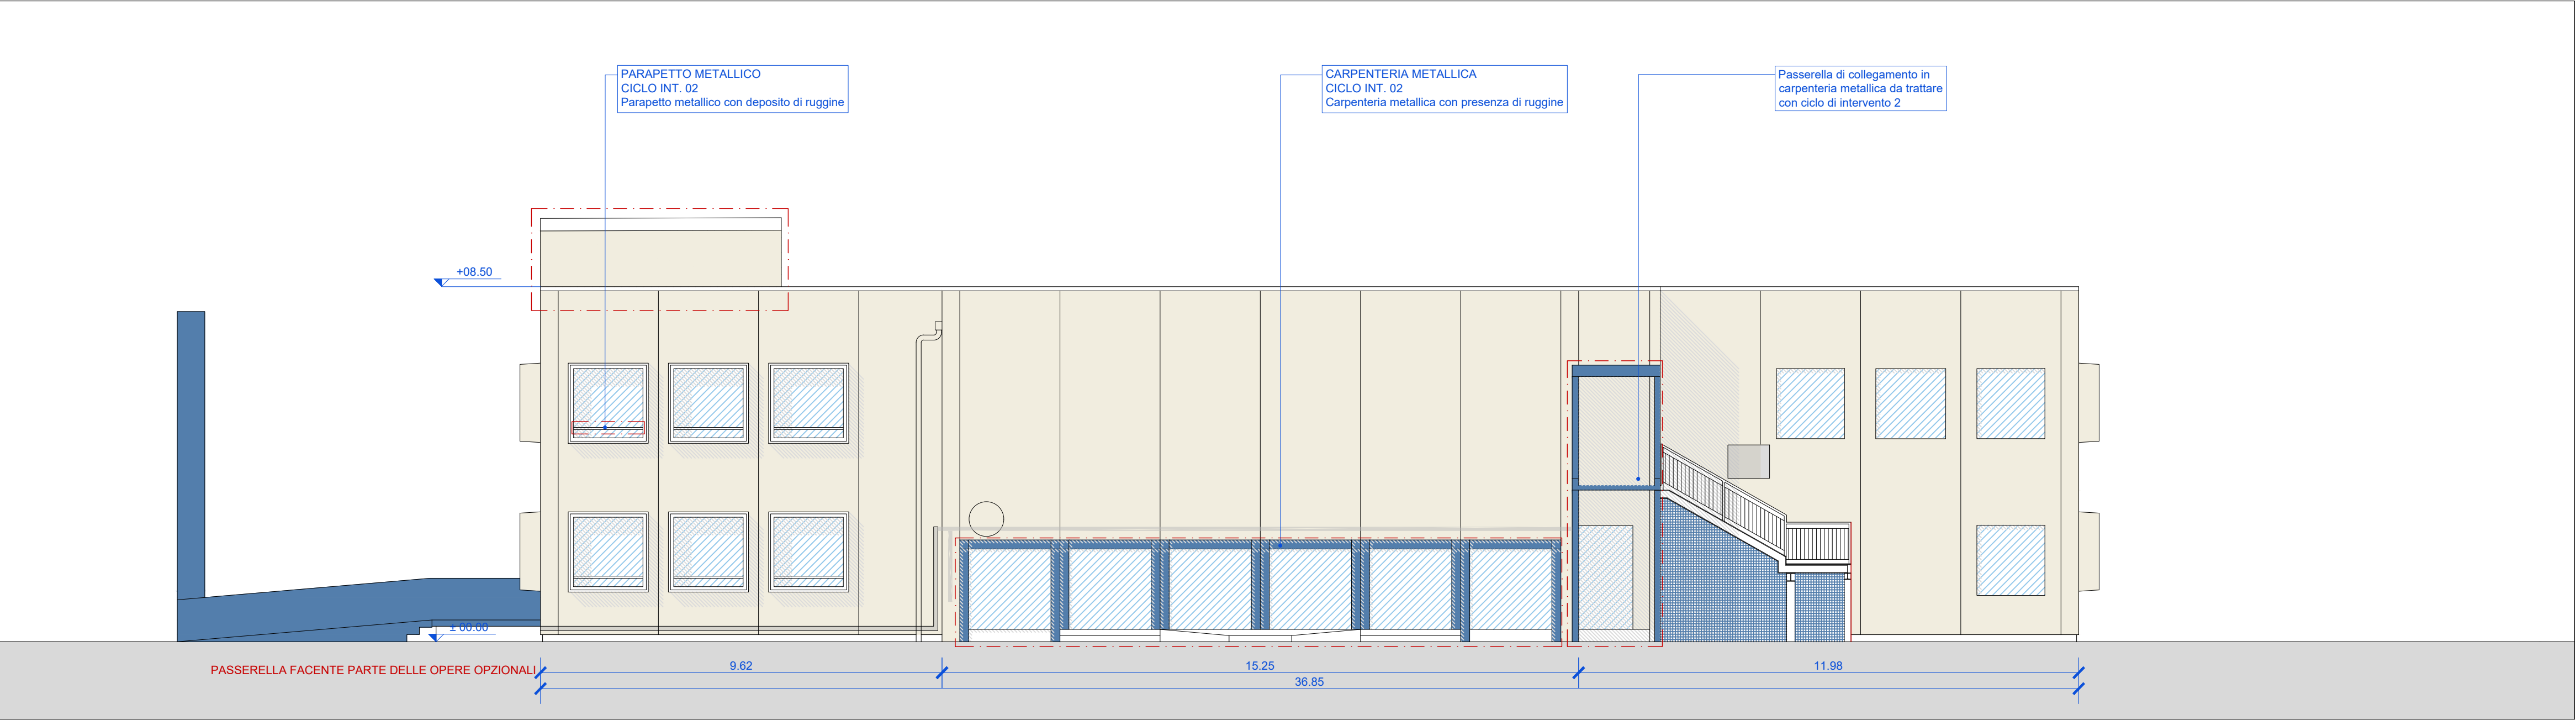 PARAPETTO METALLICO
CICLO INT. 02
Parapetto metallico con deposito di ruggine
CARPENTERIA METALLICA
CICLO INT. 02
Carpenteria metallica con presenza di ruggine
Passerella di collegamento in
carpenteria metallica da trattare
con ciclo di intervento 2
+08.50
± 00.00
PASSERELLA FACENTE PARTE DELLE OPERE OPZIONALI
9.62
15.25
11.98
36.85